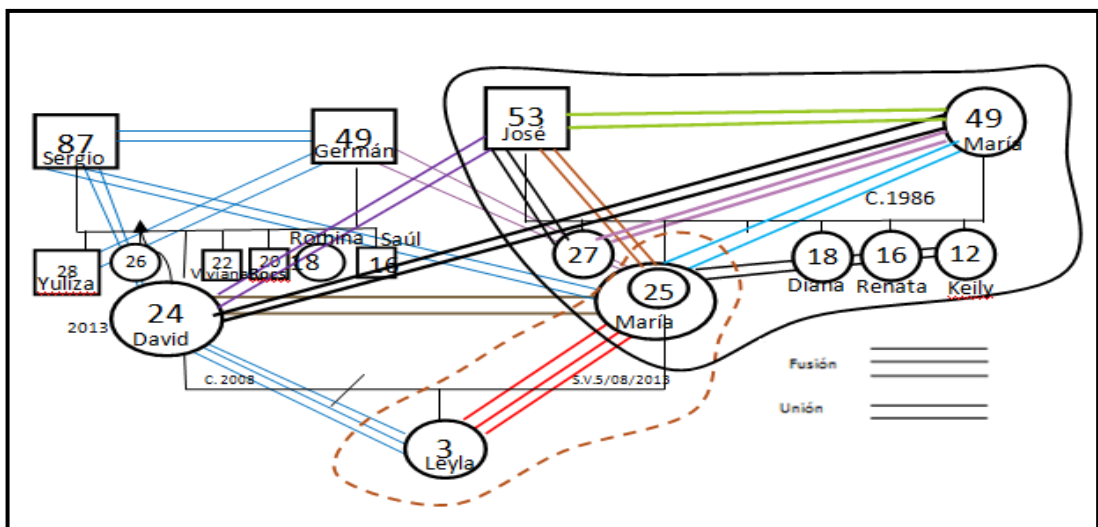 87
Sergio
49
Germán
53
José
49
María
C.1986
28
Yuliza
26
22
Viviana
20
Rocsi
Romina
18
Saúl
16
27
25
María
18
Diana
16
Renata
12
Keily
24
David
2013
C. 2008
S.V.5/08/2013
3
Leyla
Fusión
Unión